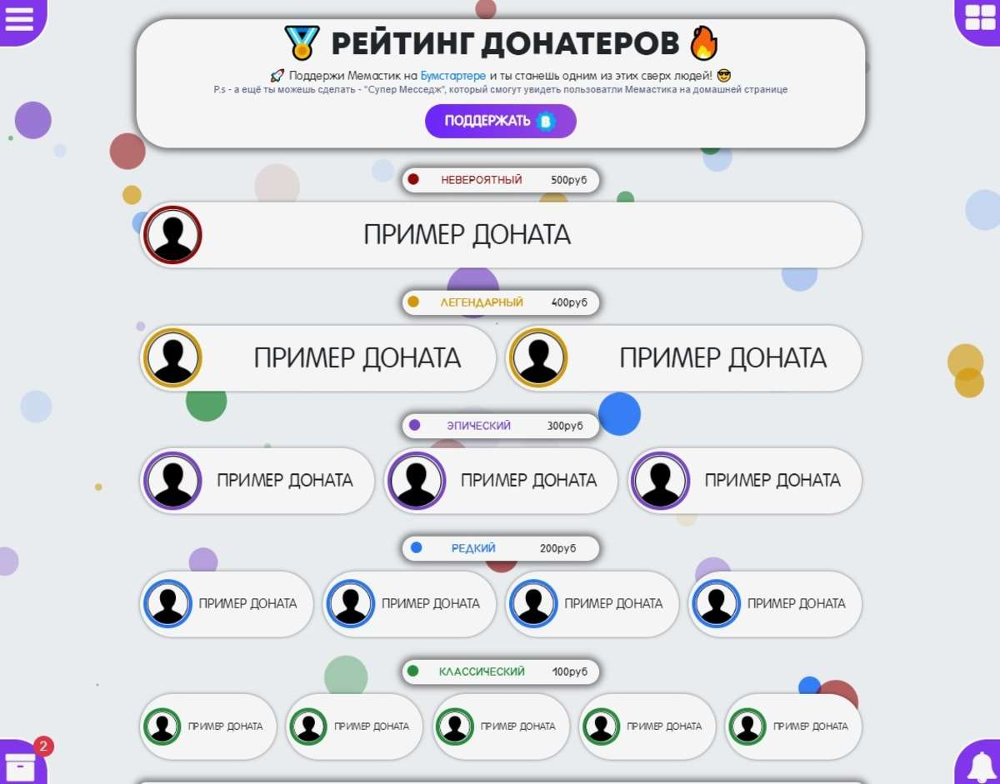 РЕЙТИНГ ДОНАТЕРОВ
Поддержи Мемастик на Бумстартере и ты станешь одним из этих сверх людей!
P.s - а ещё ты можешь сделать - "Супер Месседж", который смогут увидеть пользоватли Мемастика на домашней странице
ПОДДЕРЖАТЬ B
НЕВЕРОЯТНЫЙ 500руб
ПРИМЕР ДОНАТА
ЛЕГЕНДАРНЫЙ 400руб
ПРИМЕР ДОНАТА ПРИМЕР ДОНАТА
ЭПИЧЕСКИЙ 300руб
ПРИМЕР ДОНАТА ПРИМЕР ДОНАТА ПРИМЕР ДОНАТА
РЕДКИЙ 200руб
ПРИМЕР ДОНАТА ПРИМЕР ДОНАТА ПРИМЕР ДОНАТА ПРИМЕР ДОНАТА
КЛАССИЧЕСКИЙ 100руб
ПРИМЕР ДОНАТА ПРИМЕР ДОНАТА ПРИМЕР ДОНАТА ПРИМЕР ДОНАТА ПРИМЕР ДОНАТА
2